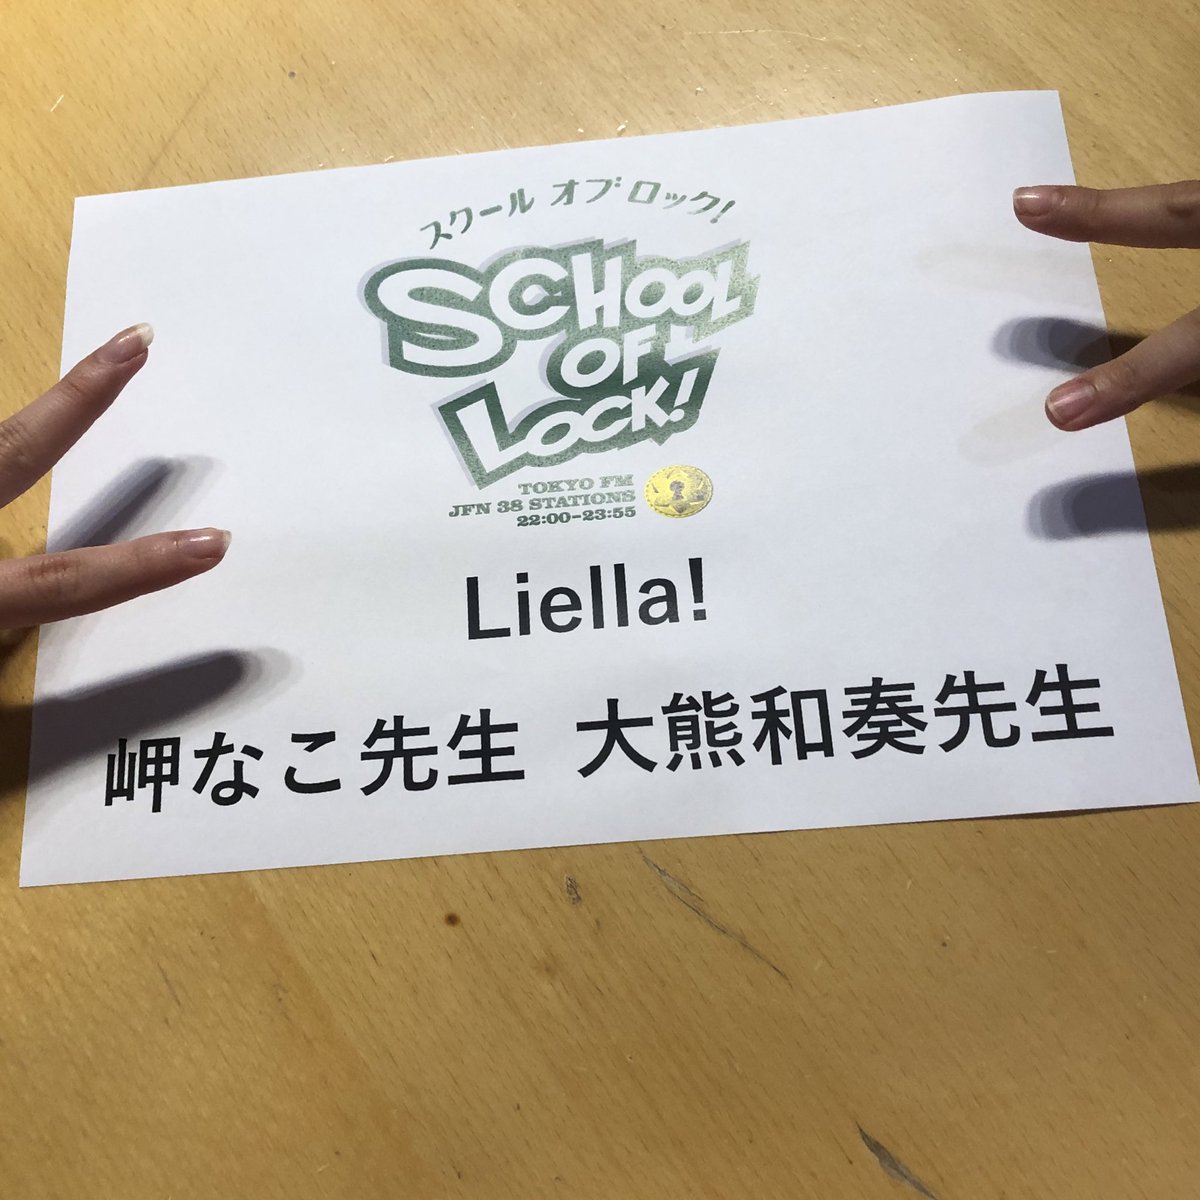 スクール オブ ロック!
SCHOOL
OF
LOCK!
TOKYO FM
JFN 38 STATIONS
22:00-23:55
Liella!
岬なこ先生 大熊和奏先生